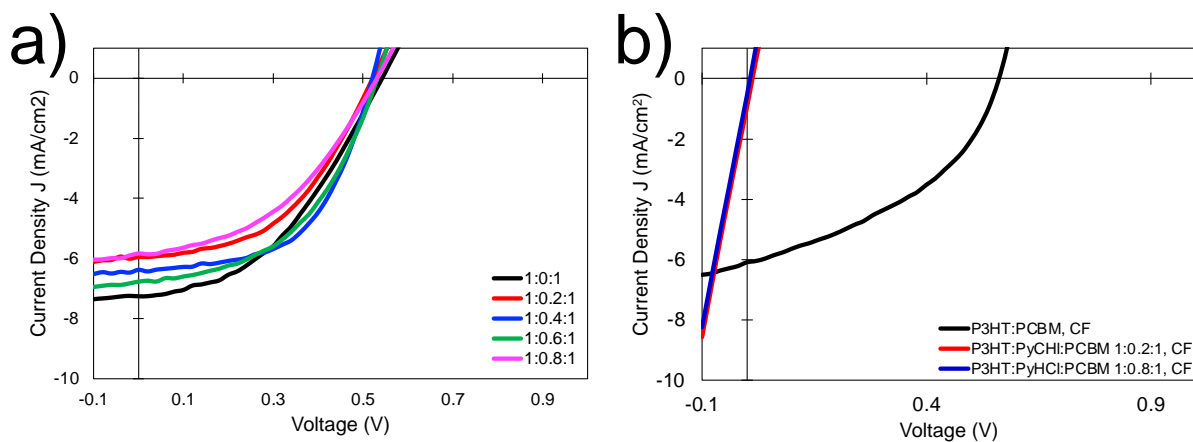 a)
0
-2
-4
-6
-8
-10
-0.1
0.1
0.3
0.5
0.7
0.9
Current Density J (mA/cm2)
Voltage (V)
1:0:1
1:0.2:1
1:0.4:1
1:0.6:1
1:0.8:1
b)
0
-2
-4
-6
-8
-10
-0.1
0.4
0.9
Current Density J (mA/cm²)
Voltage (V)
P3HT:PCBM, CF
P3HT:PyCHI:PCBM 1:0.2:1, CF
P3HT:PyHCI:PCBM 1:0.8:1, CF